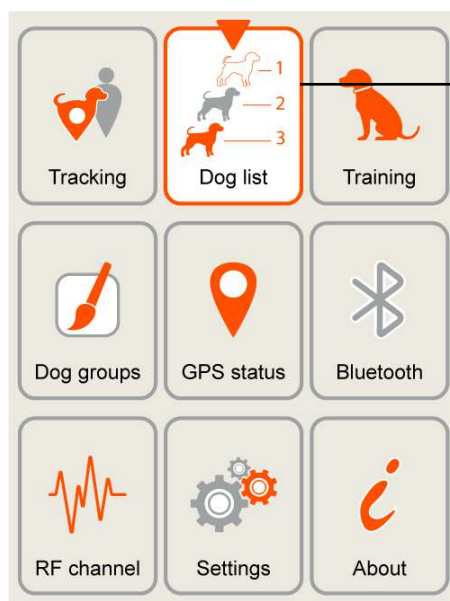 1
2
3
Tracking
Dog list
Training
Dog groups
GPS status
Bluetooth
RF channel
Settings
About